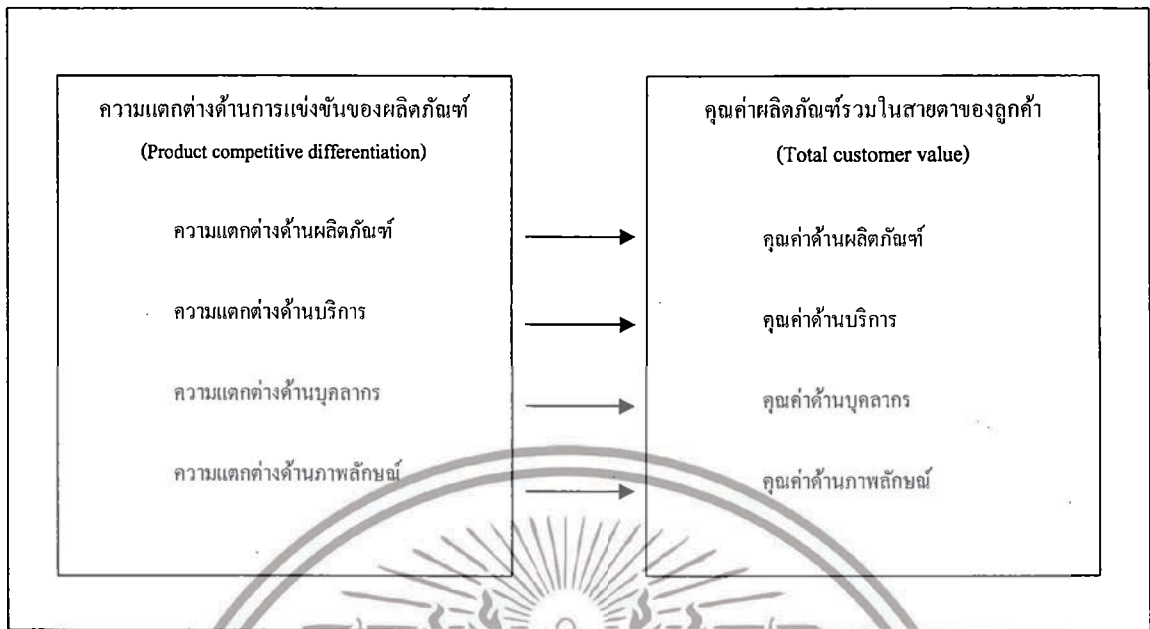 ความแตกต่างด้านการแข่งขันของผลิตภัณฑ์
(Product competitive differentiation)
ความแตกต่างด้านผลิตภัณฑ์
ความแตกต่างด้านบริการ
ความแตกต่างด้านบุคลากร
ความแตกต่างด้านภาพลักษณ์
คุณค่าผลิตภัณฑ์รวมในสายตาของลูกค้า
(Total customer value)
คุณค่าด้านผลิตภัณฑ์
คุณค่าด้านบริการ
คุณค่าด้านบุคลากร
คุณค่าด้านภาพลักษณ์